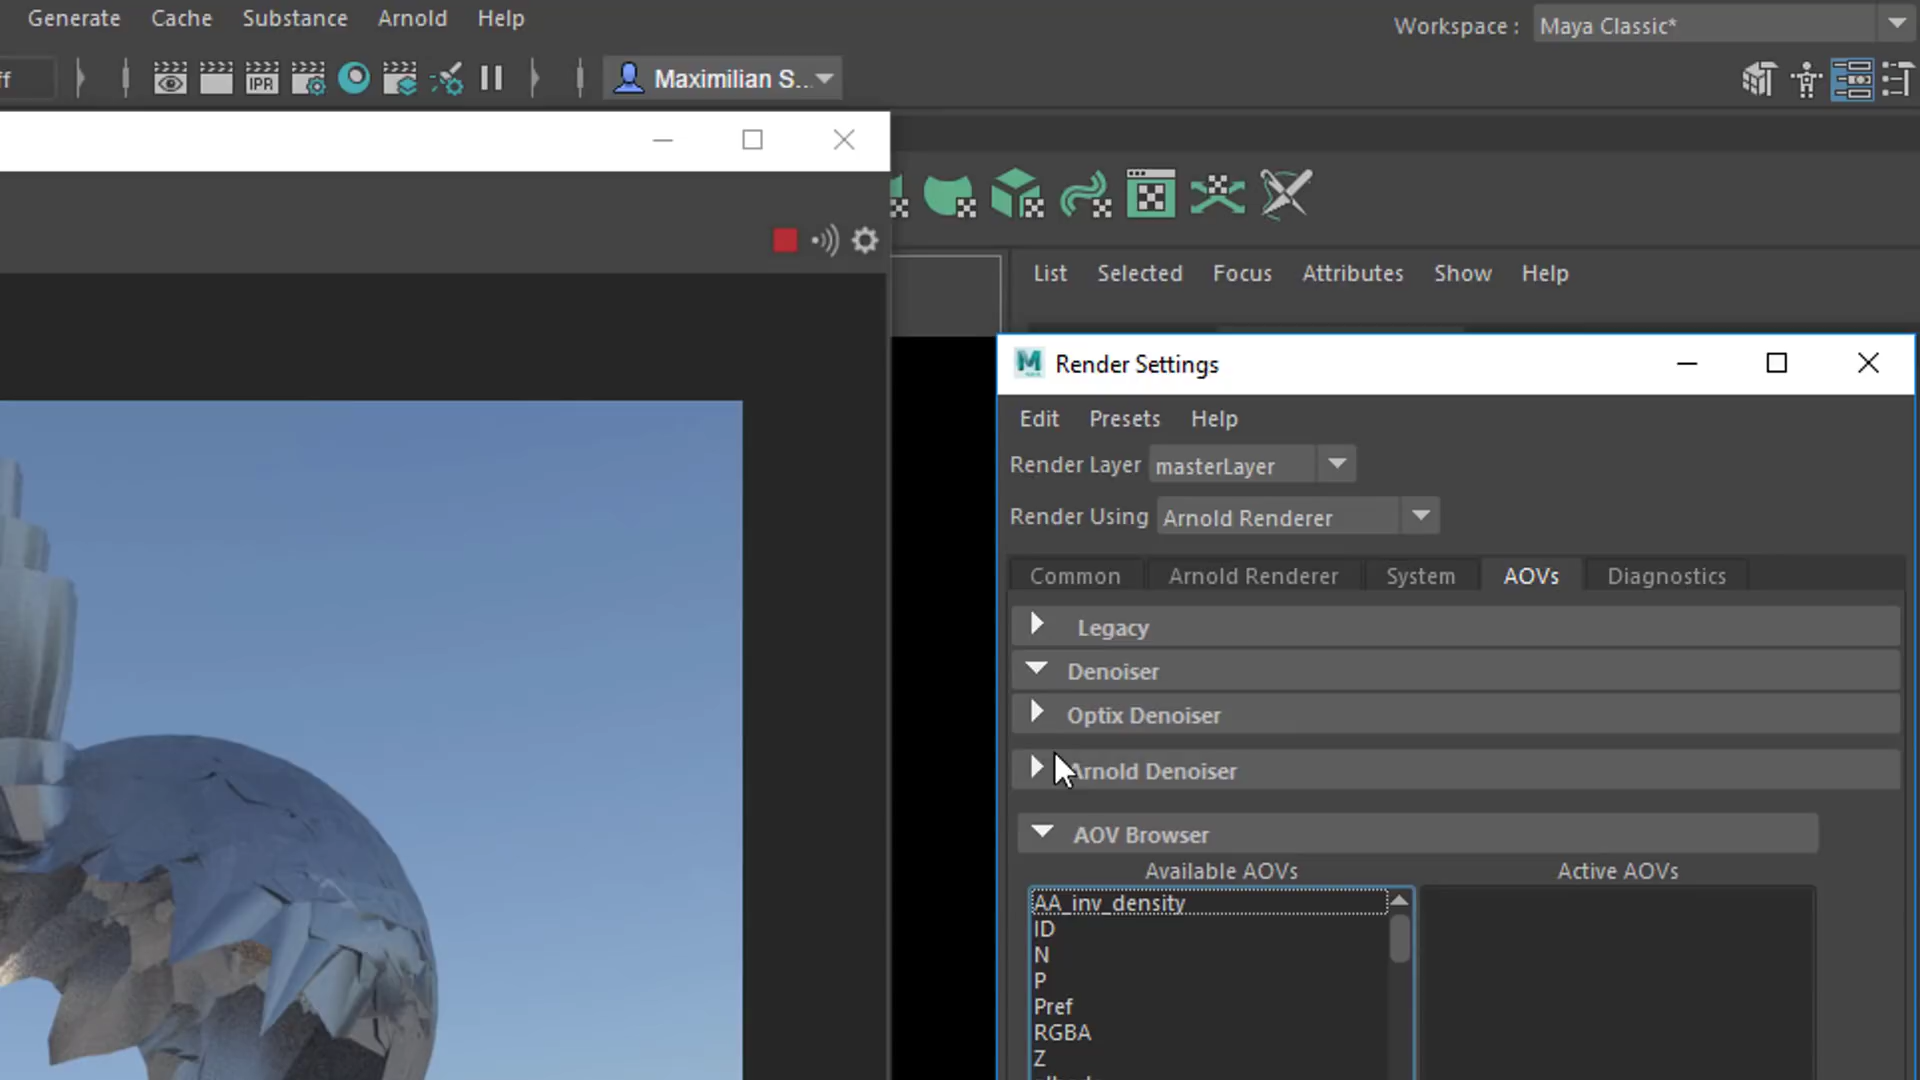 Generate Cache Substance Arnold Help
Workspace : Maya Classic*
ff IPR Maximilian S...
List Selected Focus Attributes Show Help
M Render Settings
Edit Presets Help
Render Layer masterLayer
Render Using Arnold Renderer
Common Arnold Renderer System AOVs Diagnostics
Legacy
Denoiser
Optix Denoiser
Arnold Denoiser
AOV Browser
Available AOVs Active AOVs
AA_inv_density
ID
N
P
Pref
RGBA
Z